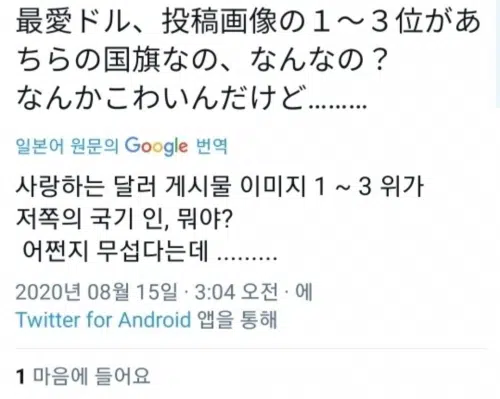 最愛ドル、投稿画像の１～３位があ
ちらの国旗なの、なんなの？
なんかこわいんだけど………
일본어 원문의 Google 번역
사랑하는 달러 게시물 이미지 1 ~ 3 위가
저쪽의 국기 인, 뭐야?
어쩐지 무섭다는데 .........
2020년 08월 15일 · 3:04 오전 · 에
Twitter for Android 앱을 통해
1 마음에 들어요